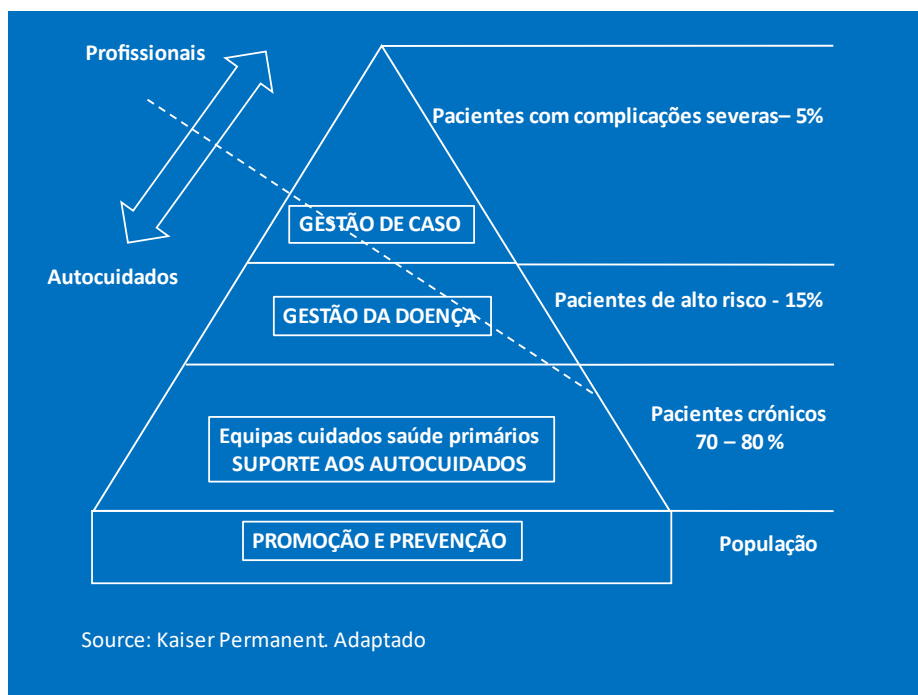 Profissionais
Pacientes com complicações severas– 5%
GESTÃO DE CASO
Autocuidados
Pacientes de alto risco - 15%
GESTÃO DA DOENÇA
Pacientes crónicos
70 – 80 %
Equipas cuidados saúde primários
SUPORTE AOS AUTOCUIDADOS
PROMOÇÃO E PREVENÇÃO
População
Source: Kaiser Permanent. Adaptado